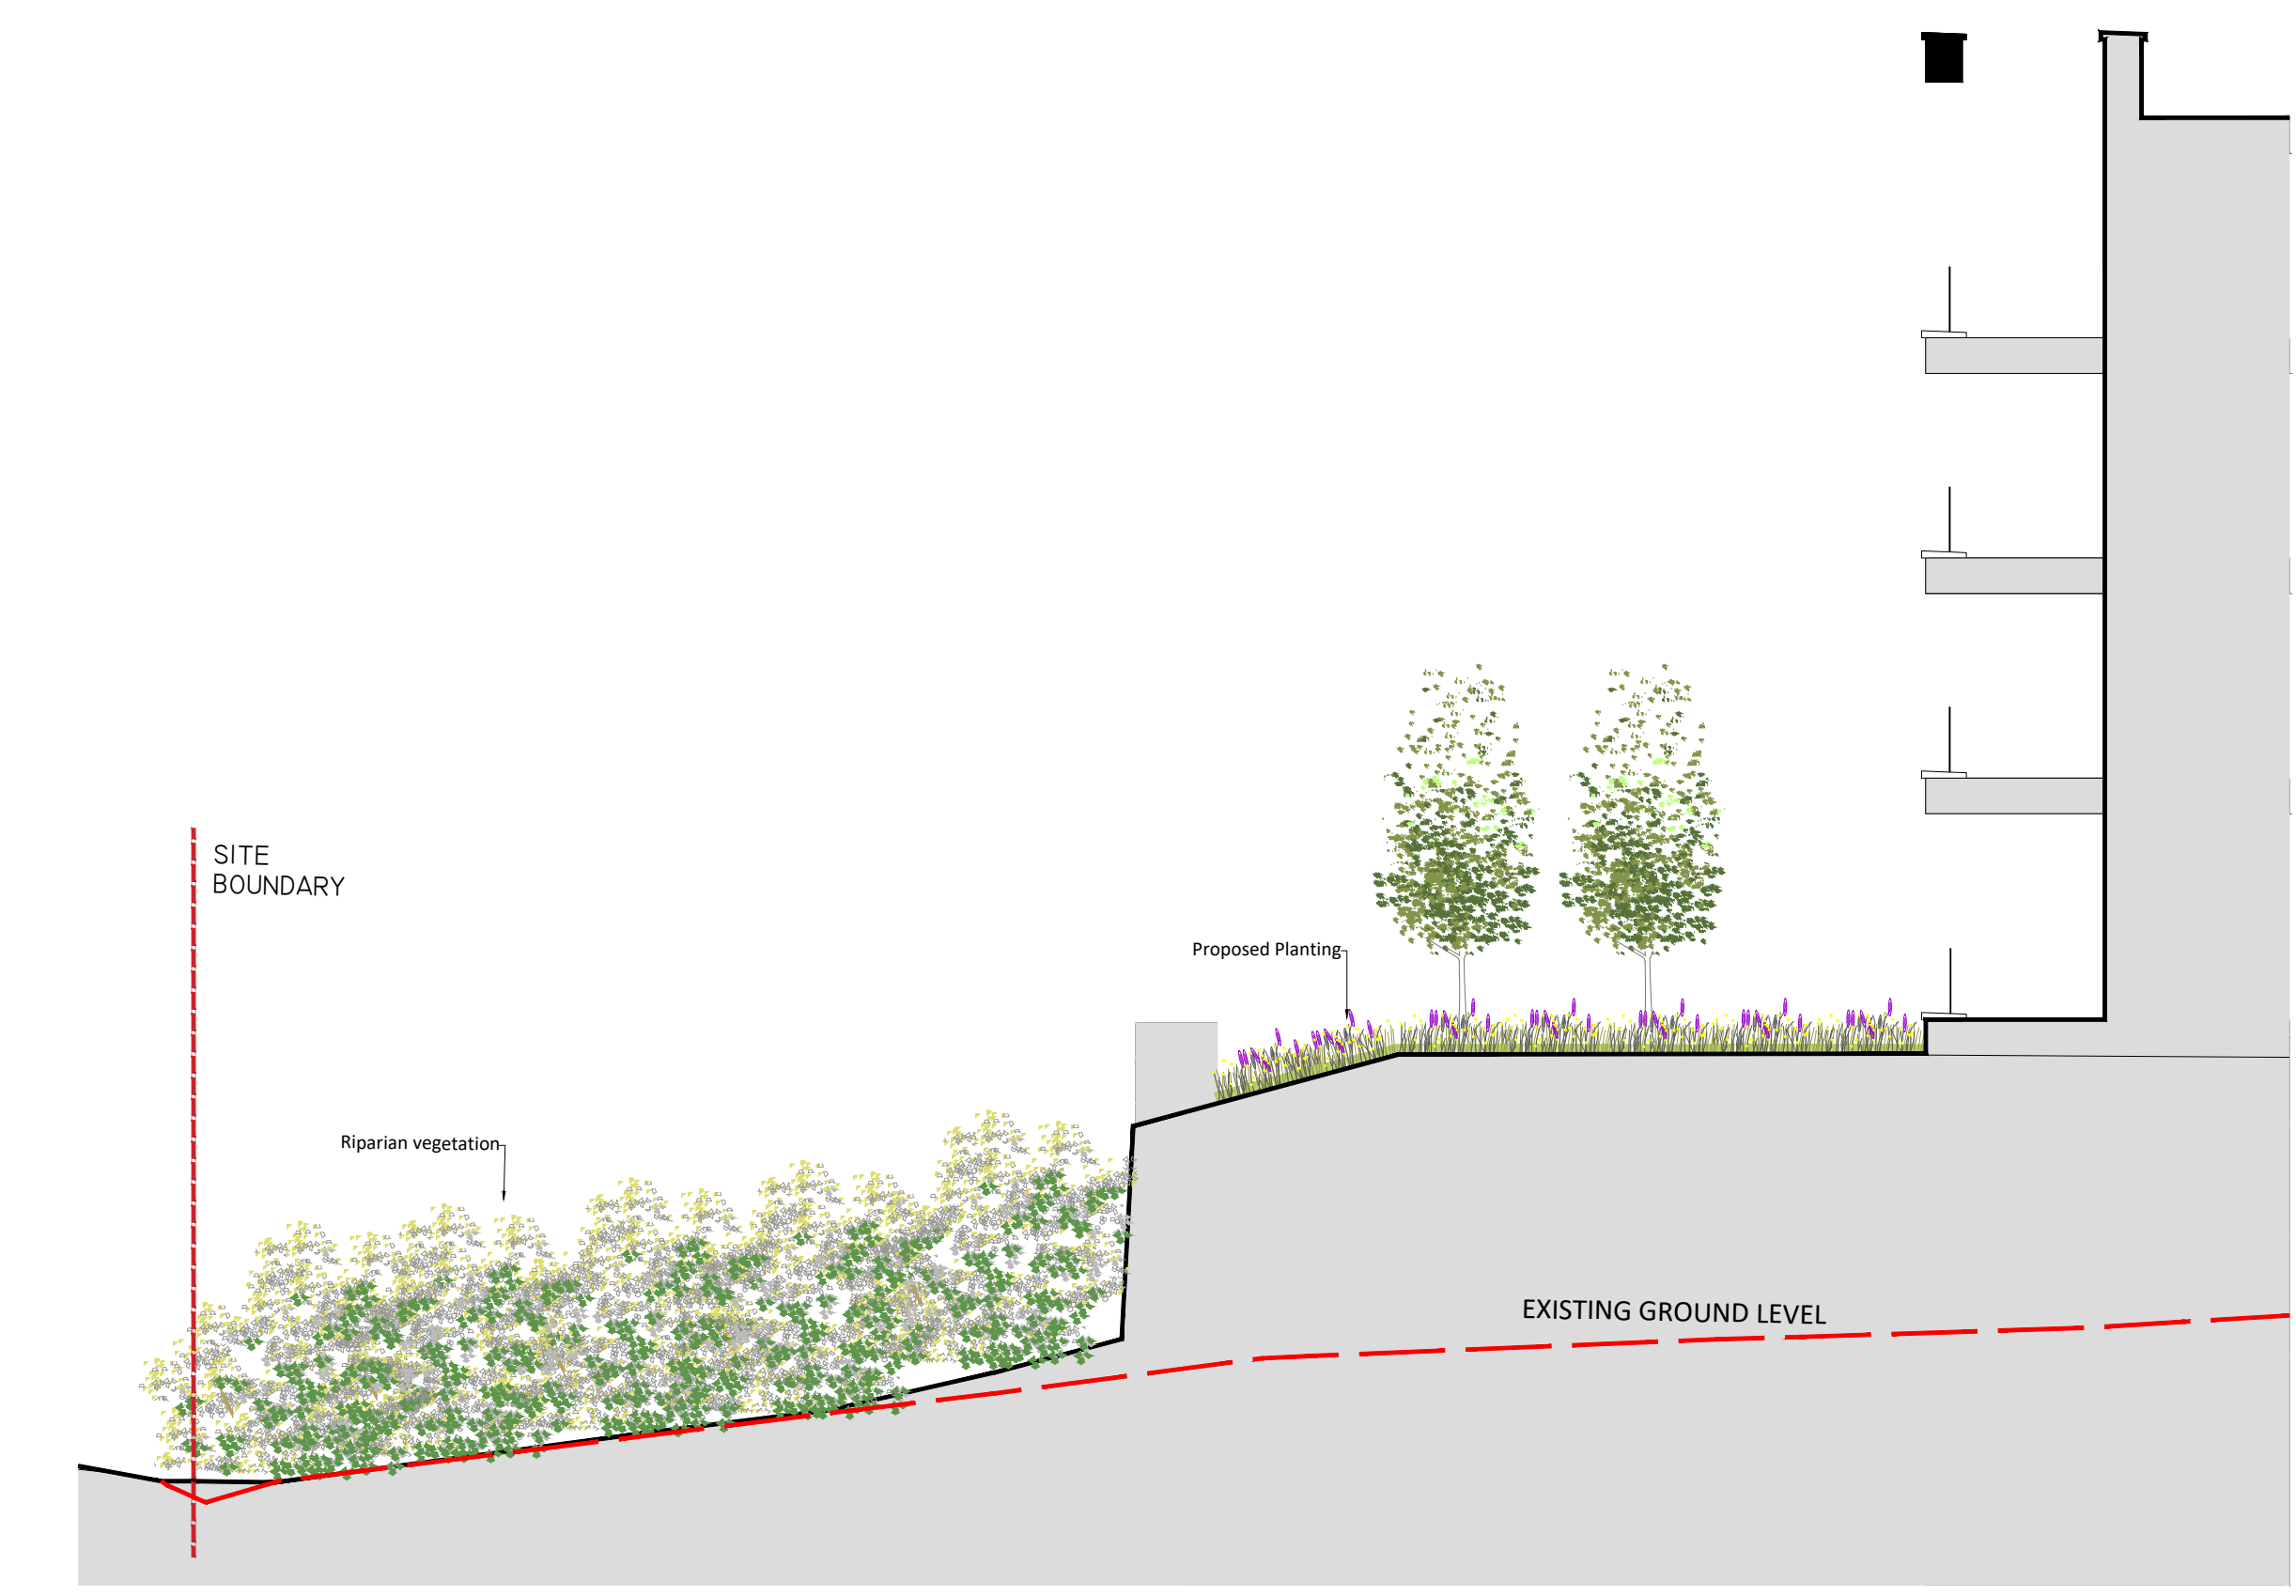 SITE
BOUNDARY
Proposed Planting
Riparian vegetation
EXISTING GROUND LEVEL